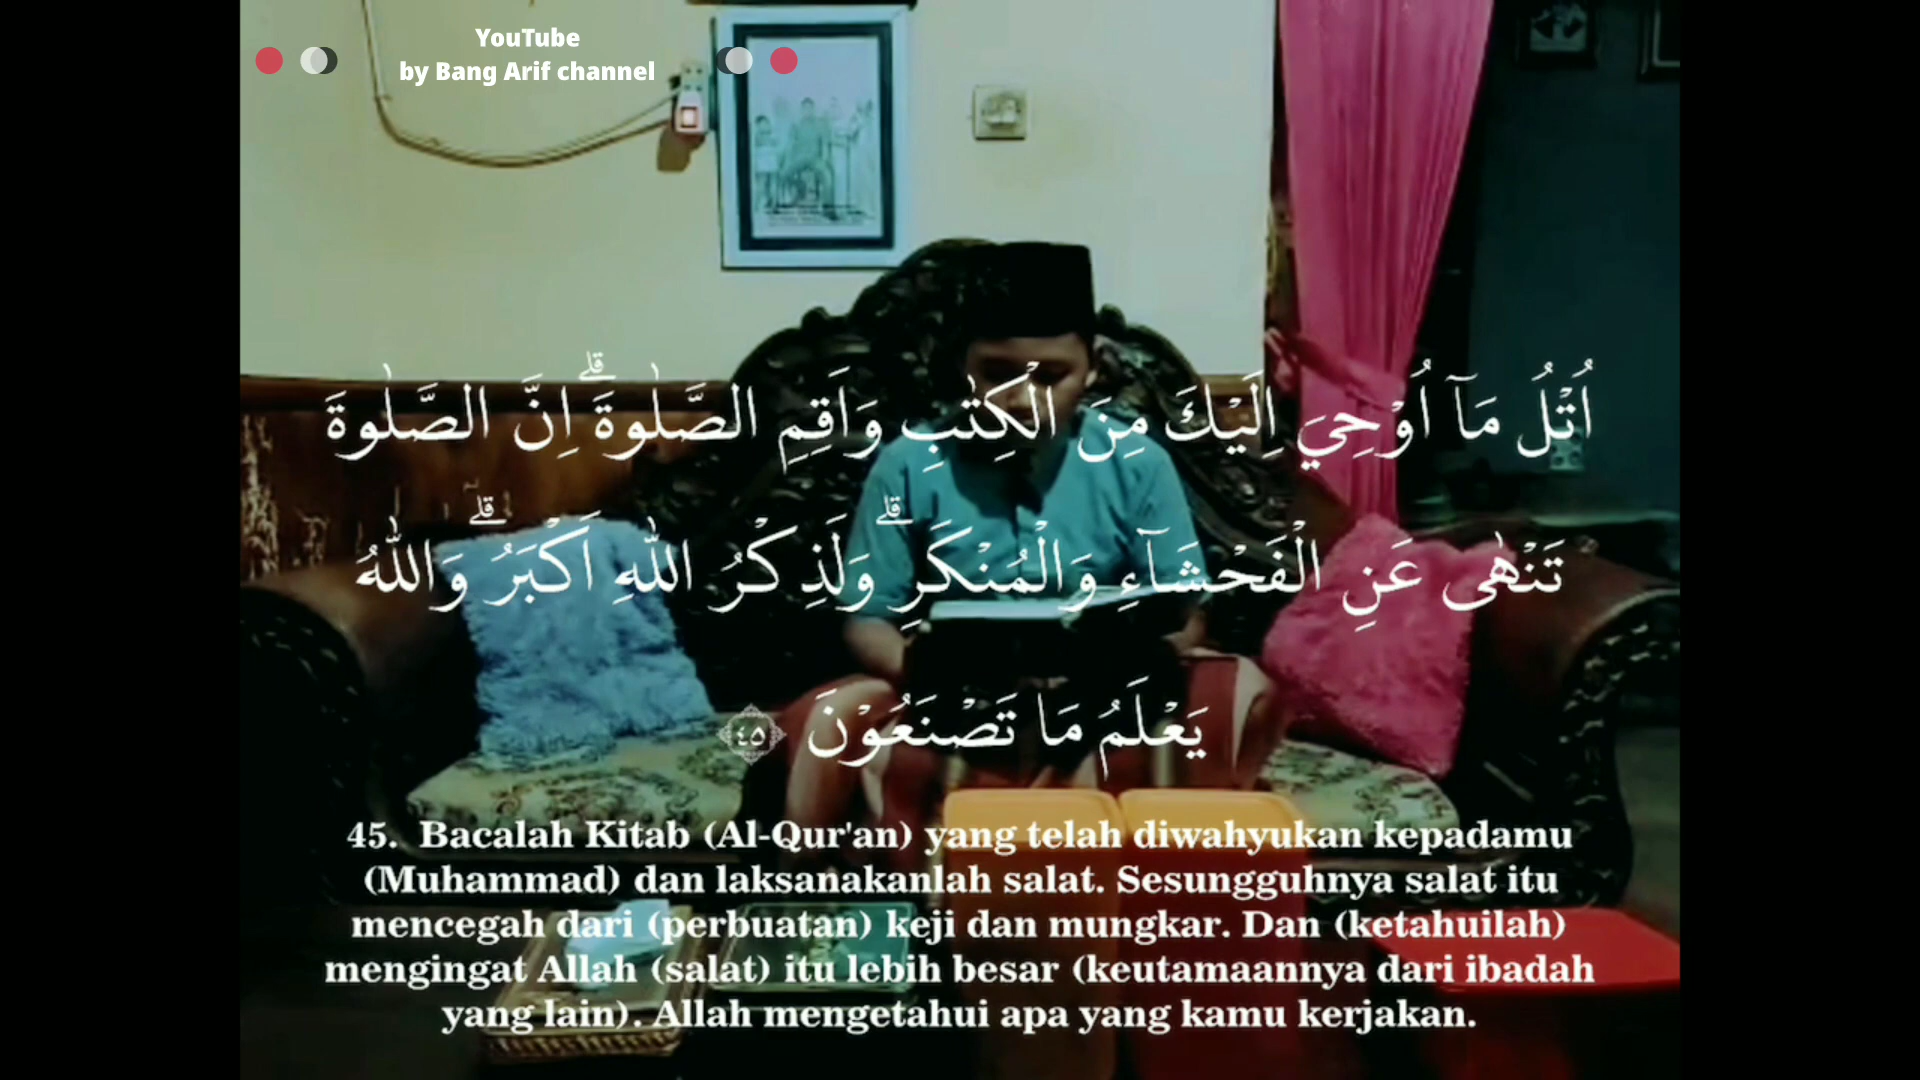 YouTube
by Bang Arif channel
اُتْلُ مَآ اُوْحِيَ اِلَيْكَ مِنَ الْكِتٰبِ وَاَقِمِ الصَّلٰوةَۗ اِنَّ الصَّلٰوةَ
تَنْهٰى عَنِ الْفَحْشَاۤءِ وَالْمُنْكَرِۗ وَلَذِكْرُ اللّٰهِ اَكْبَرُۗ وَاللّٰهُ
يَعْلَمُ مَا تَصْنَعُوْنَ ٤٥
45. Bacalah Kitab (Al-Qur'an) yang telah diwahyukan kepadamu
(Muhammad) dan laksanakanlah salat. Sesungguhnya salat itu
mencegah dari (perbuatan) keji dan mungkar. Dan (ketahuilah)
mengingat Allah (salat) itu lebih besar (keutamaannya dari ibadah
yang lain). Allah mengetahui apa yang kamu kerjakan.